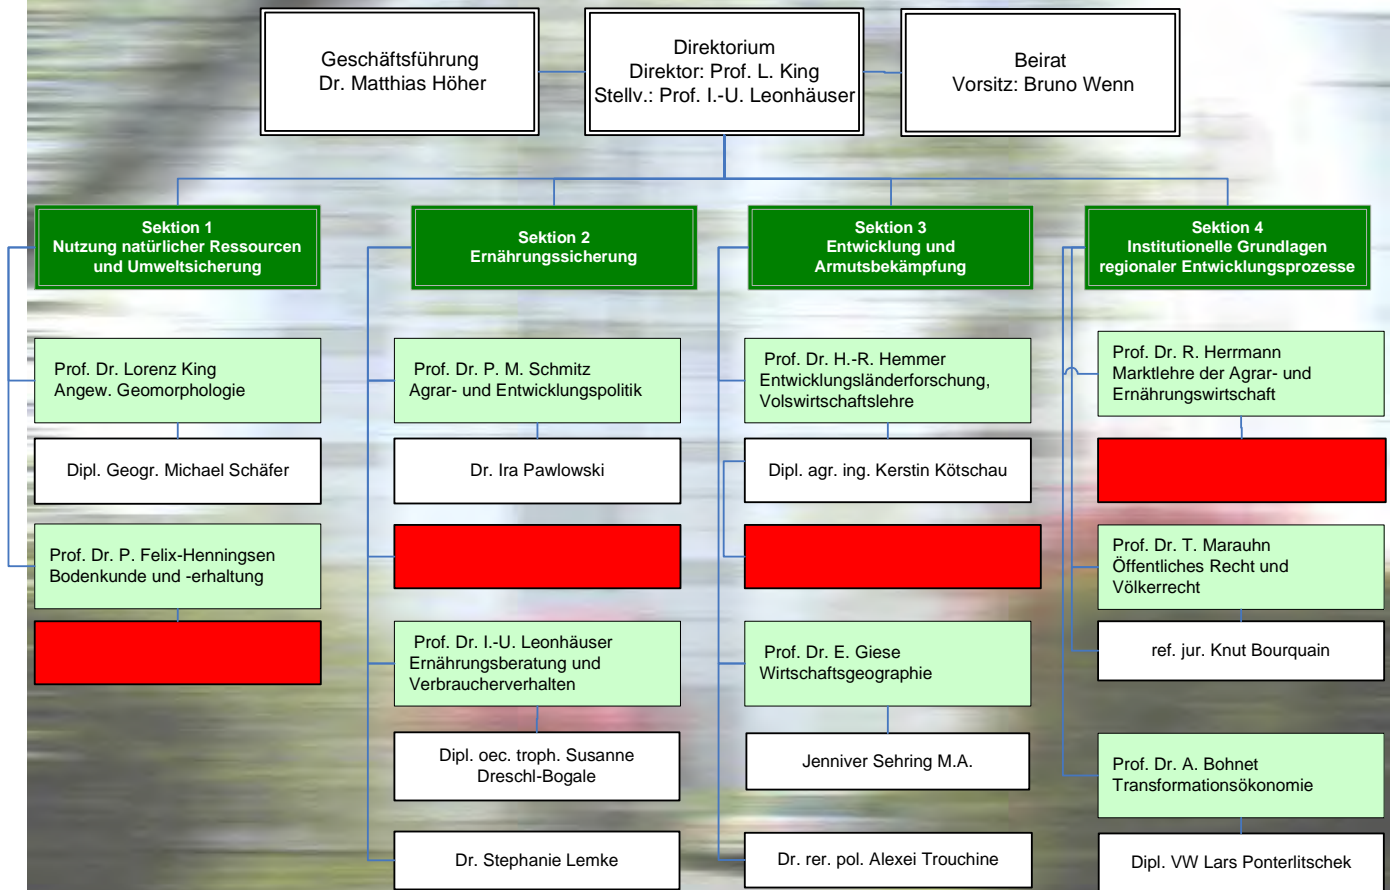 Geschäftsführung
Dr. Matthias Höher
Direktorium
Direktor: Prof. L. King
Stellv.: Prof. I.-U. Leonhäuser
Beirat
Vorsitz: Bruno Wenn
Sektion 1
Nutzung natürlicher Ressourcen
und Umweltsicherung
Prof. Dr. Lorenz King
Angew. Geomorphologie
Dipl. Geogr. Michael Schäfer
Prof. Dr. P. Felix-Henningsen
Bodenkunde und -erhaltung
Sektion 2
Ernährungssicherung
Prof. Dr. P. M. Schmitz
Agrar- und Entwicklungspolitik
Dr. Ira Pawlowski
Prof. Dr. I.-U. Leonhäuser
Ernährungsberatung und
Verbraucherverhalten
Dipl. oec. troph. Susanne
Dreschl-Bogale
Dr. Stephanie Lemke
Sektion 3
Entwicklung und
Armutsbekämpfung
Prof. Dr. H.-R. Hemmer
Entwicklungsländerforschung,
Volswirtschaftslehre
Dipl. agr. ing. Kerstin Kötschau
Prof. Dr. E. Giese
Wirtschaftsgeographie
Jenniver Sehring M.A.
Dr. rer. pol. Alexei Trouchine
Sektion 4
Institutionelle Grundlagen
regionaler Entwicklungsprozesse
Prof. Dr. R. Herrmann
Marktlehre der Agrar- und
Ernährungswirtschaft
Prof. Dr. T. Marauhn
Öffentliches Recht und
Völkerrecht
ref. jur. Knut Bourquain
Prof. Dr. A. Bohnet
Transformationsökonomie
Dipl. VW Lars Ponterlitschek